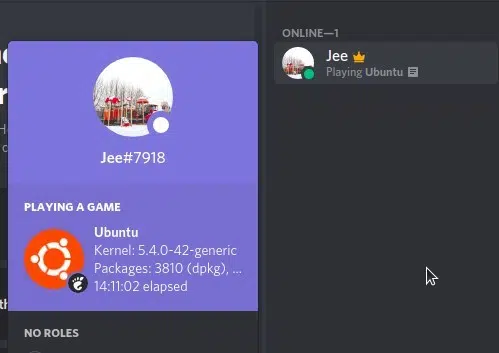 Jee#7918
PLAYING A GAME
Ubuntu
Kernel: 5.4.0-42-generic
Packages: 3810 (dpkg), ...
14:11:02 elapsed
NO ROLES
ONLINE—1
Jee
Playing Ubuntu